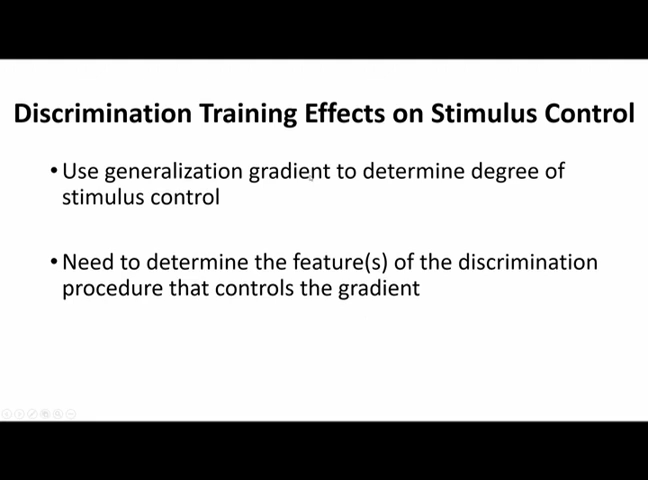 Discrimination Training Effects on Stimulus Control
• Use generalization gradient to determine degree of
stimulus control
• Need to determine the feature(s) of the discrimination
procedure that controls the gradient